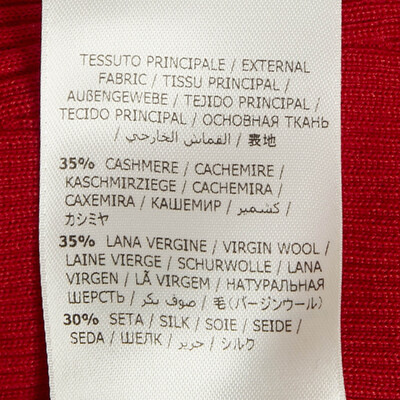 TESSUTO PRINCIPALE / EXTERNAL
FABRIC / TISSU PRINCIPAL /
AUßENGEWEBE / TEJIDO PRINCIPAL /
TECIDO PRINCIPAL / ОСНОВНАЯ ТКАНЬ
/ القماش الخارجي / 表地
35% CASHMERE / CACHEMIRE /
KASCHMIRZIEGE / CACHEMIRA /
CAXEMIRA / КАШЕМИР / كشمير /
カシミヤ
35% LANA VERGINE / VIRGIN WOOL /
LAINE VIERGE / SCHURWOLLE / LANA
VIRGEN / LÃ VIRGEM / НАТУРАЛЬНАЯ
ШЕРСТЬ / صوف بكر / 毛(バージンウール)
30% SETA / SILK / SOIE / SEIDE /
SEDA / ШЕЛК / حرير / シルク